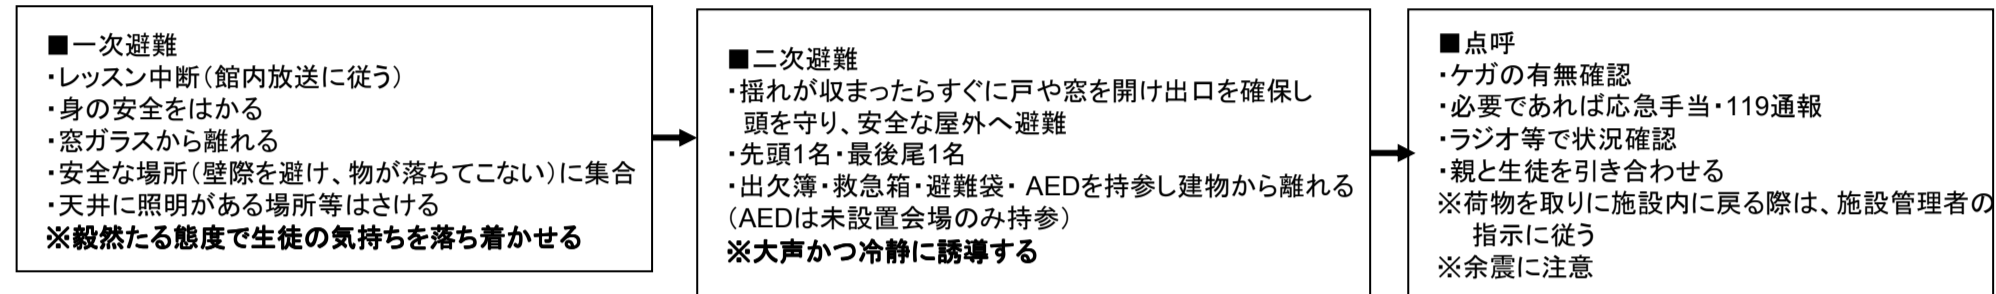 ■一次避難
・レッスン中断（館内放送に従う）
・身の安全をはかる
・窓ガラスから離れる
・安全な場所（壁際を避け、物が落ちてこない）に集合
・天井に照明がある場所等はさける
※毅然たる態度で生徒の気持ちを落ち着かせる
■二次避難
・揺れが収まったらすぐに戸や窓を開け出口を確保し
頭を守り、安全な屋外へ避難
・先頭1名・最後尾1名
・出欠簿・救急箱・避難袋・ AEDを持参し建物から離れる
（AEDは未設置会場のみ持参）
※大声かつ冷静に誘導する
■点呼
・ケガの有無確認
・必要であれば応急手当・119通報
・ラジオ等で状況確認
・親と生徒を引き合わせる
※荷物を取りに施設内に戻る際は、施設管理者の
指示に従う
※余震に注意